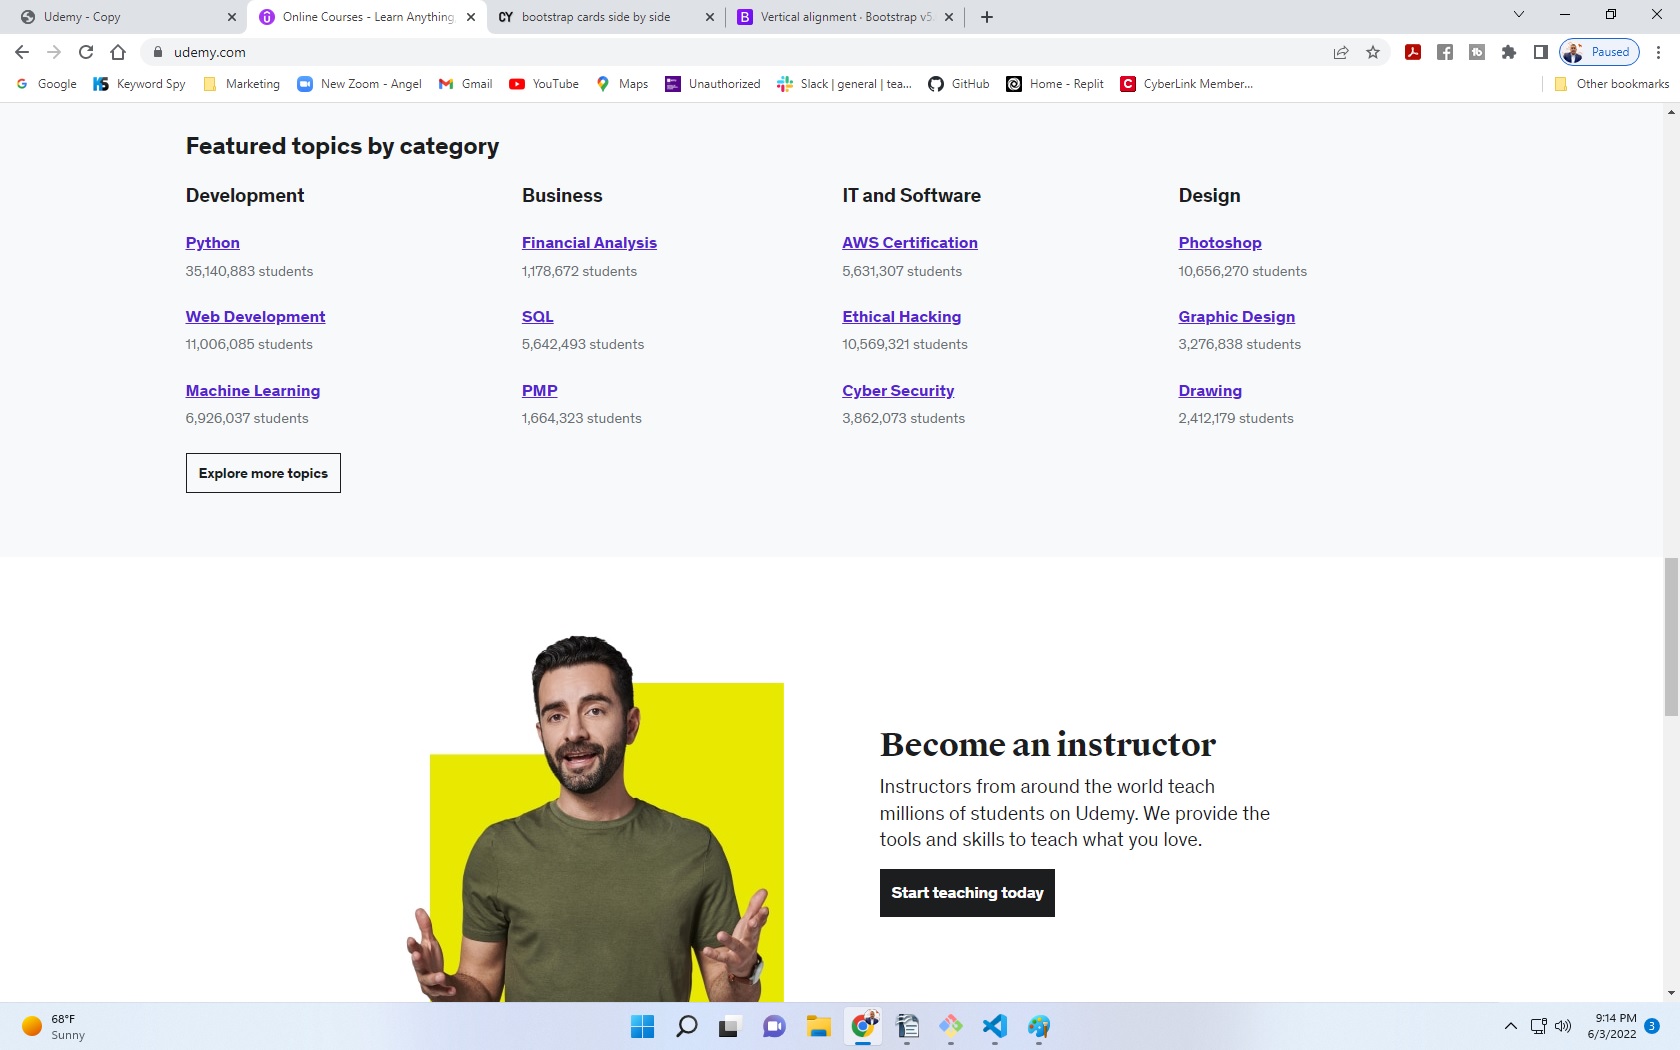 Udemy - Copy
Online Courses - Learn Anything,
CY bootstrap cards side by side
B Vertical alignment · Bootstrap v5.
udemy.com
Paused
Google
KS Keyword Spy
Marketing
New Zoom - Angel
Gmail
YouTube
Maps
Unauthorized
Slack | general | tea...
GitHub
Home - Replit
C CyberLink Member...
Other bookmarks
Featured topics by category
Development
Python
35,140,883 students
Web Development
11,006,085 students
Machine Learning
6,926,037 students
Explore more topics
Business
Financial Analysis
1,178,672 students
SQL
5,642,493 students
PMP
1,664,323 students
IT and Software
AWS Certification
5,631,307 students
Ethical Hacking
10,569,321 students
Cyber Security
3,862,073 students
Design
Photoshop
10,656,270 students
Graphic Design
3,276,838 students
Drawing
2,412,179 students
Become an instructor
Instructors from around the world teach
millions of students on Udemy. We provide the
tools and skills to teach what you love.
Start teaching today
68°F
Sunny
9:14 PM
6/3/2022
3